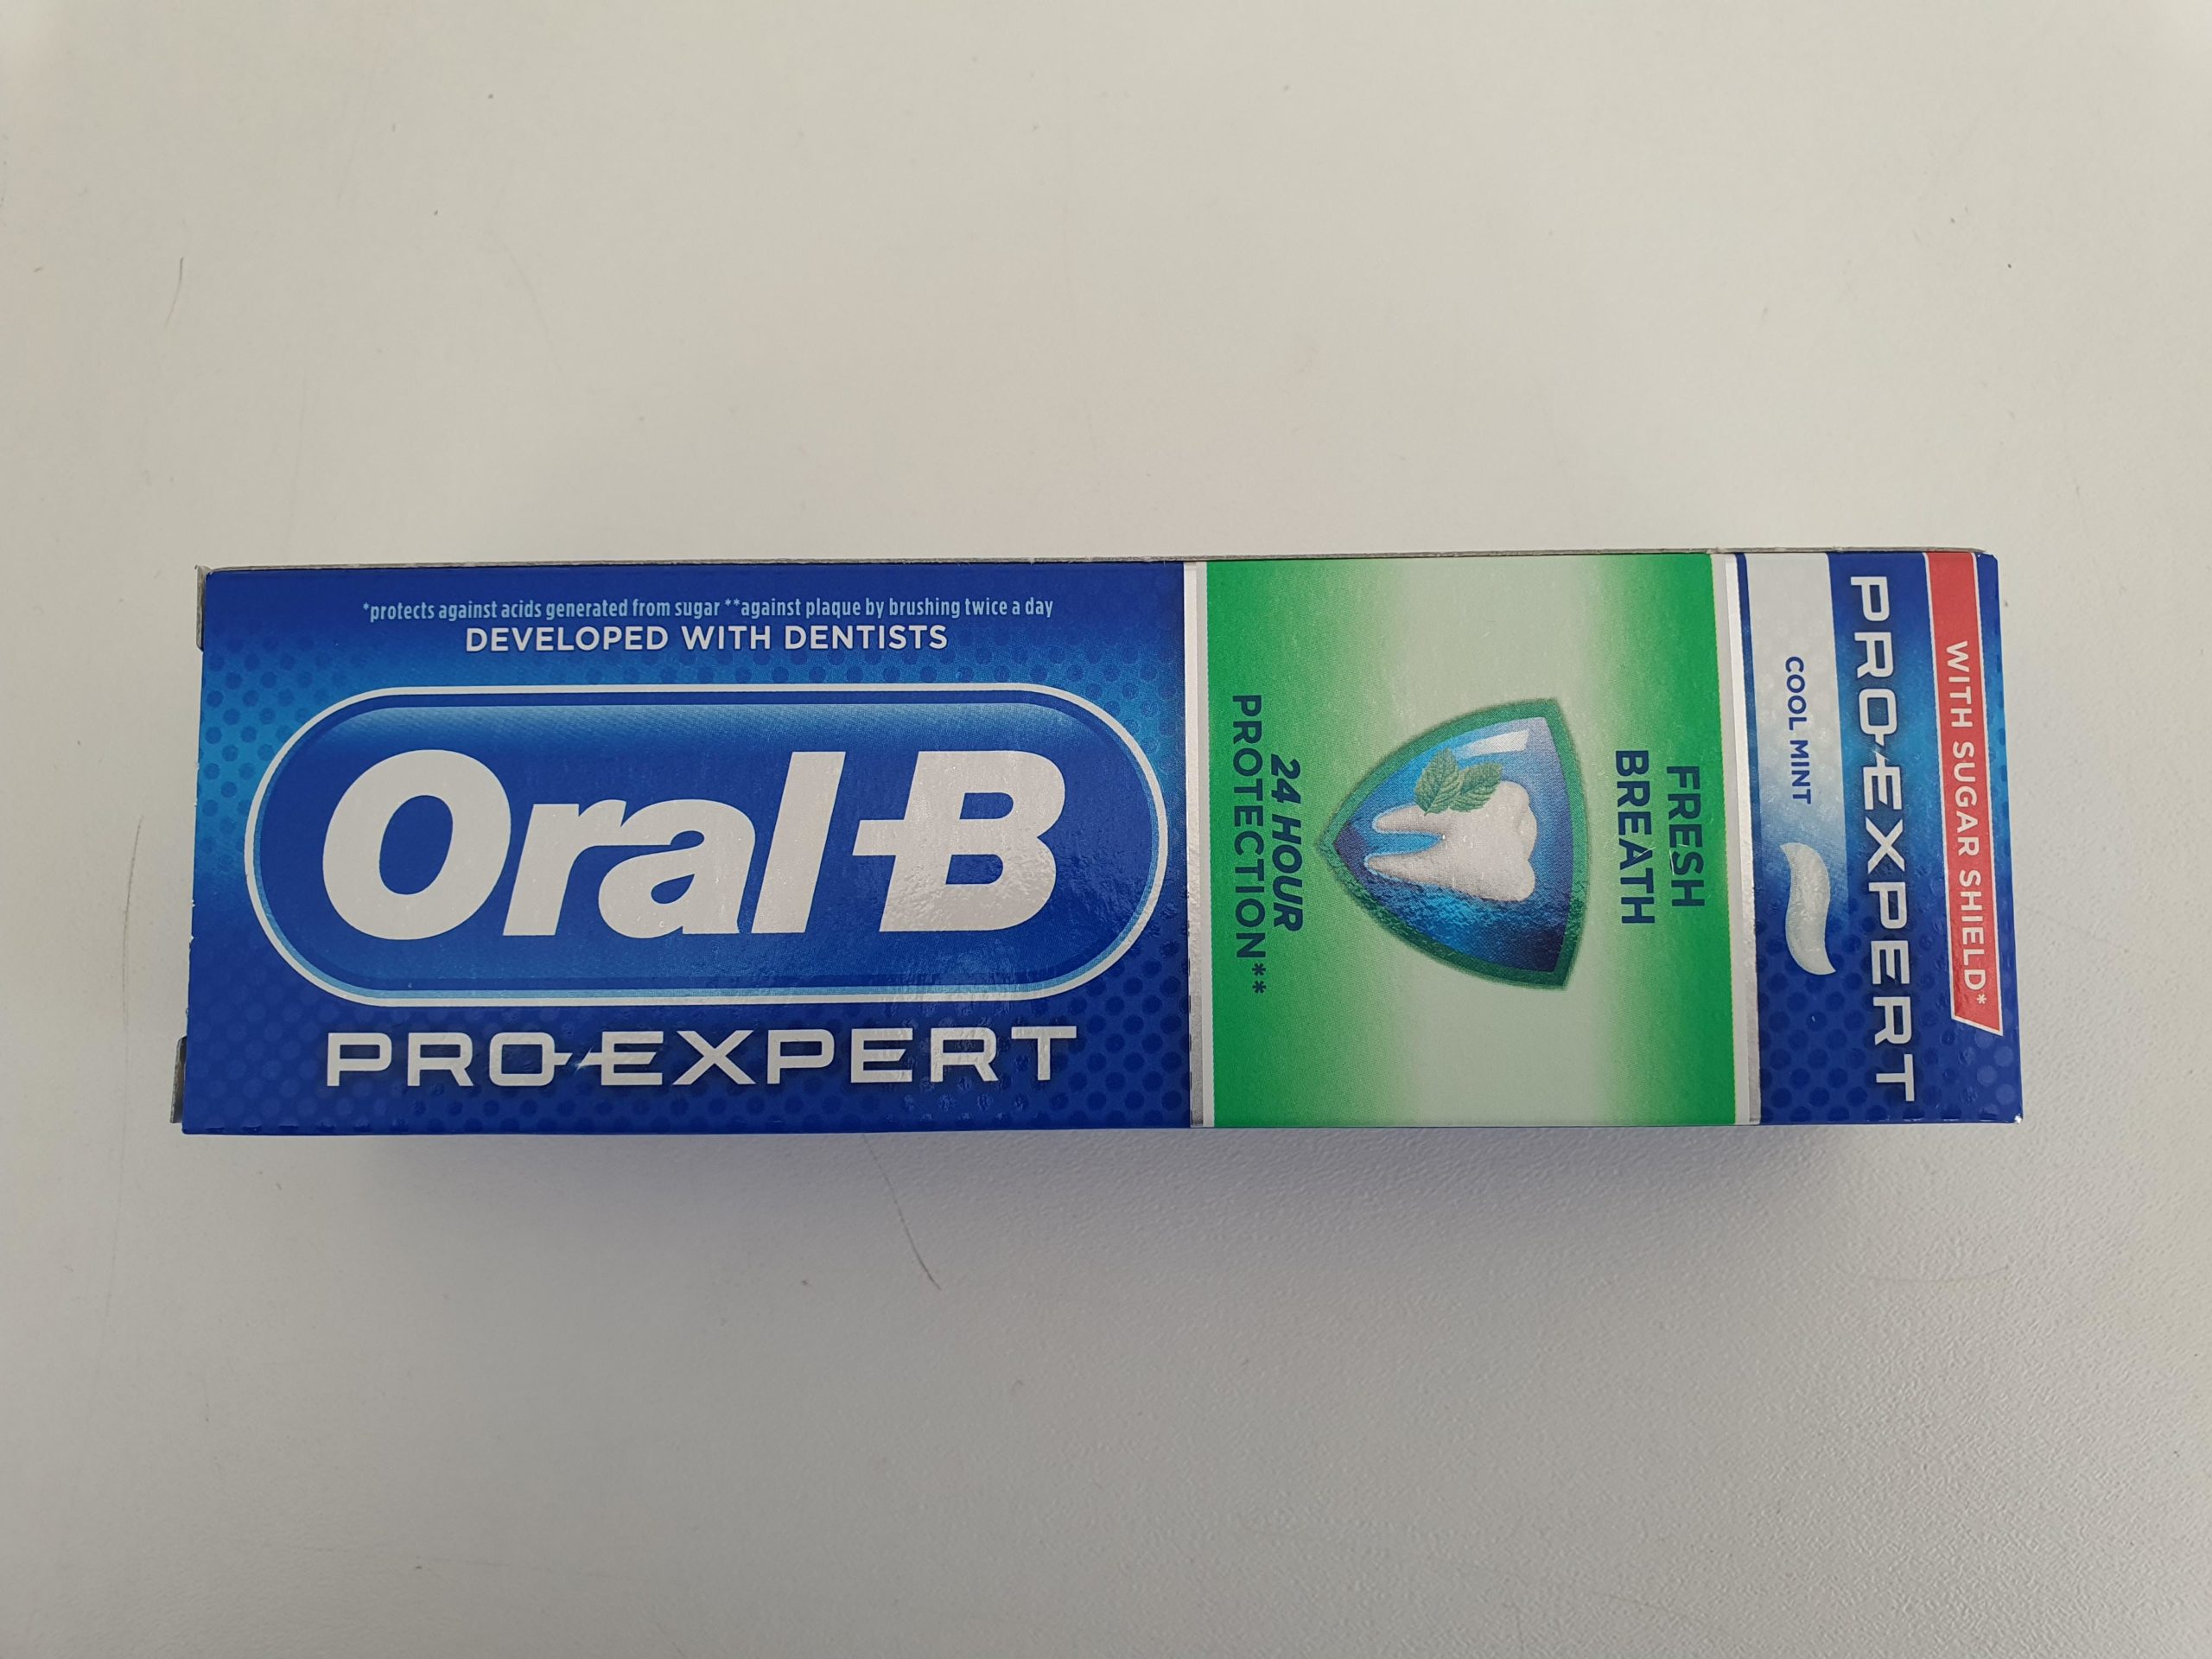 *protects against acids generated from sugar **against plaque by brushing twice a day
DEVELOPED WITH DENTISTS
Oral-B
PRO-EXPERT
WITH SUGAR SHIELD*
PRO-EXPERT
COOL MINT
FRESH
BREATH
24 HOUR
PROTECTION**